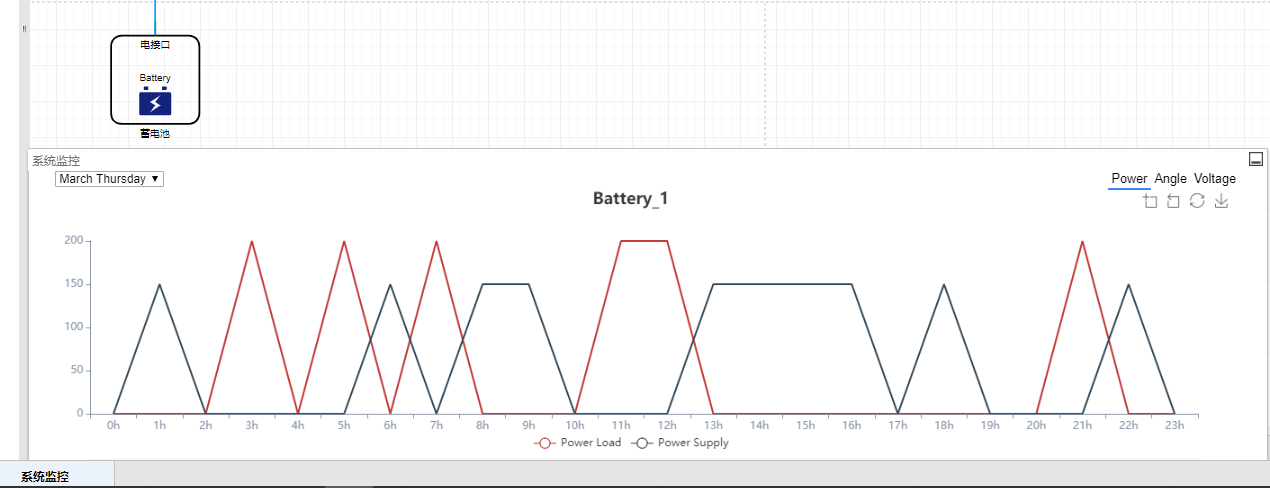 电接口
Battery
蓄电池
系统监控
March Thursday
Power Angle Voltage
Battery_1
200
150
100
50
0
0h 1h 2h 3h 4h 5h 6h 7h 8h 9h 10h 11h 12h 13h 14h 15h 16h 17h 18h 19h 20h 21h 22h 23h
Power Load Power Supply
系统监控